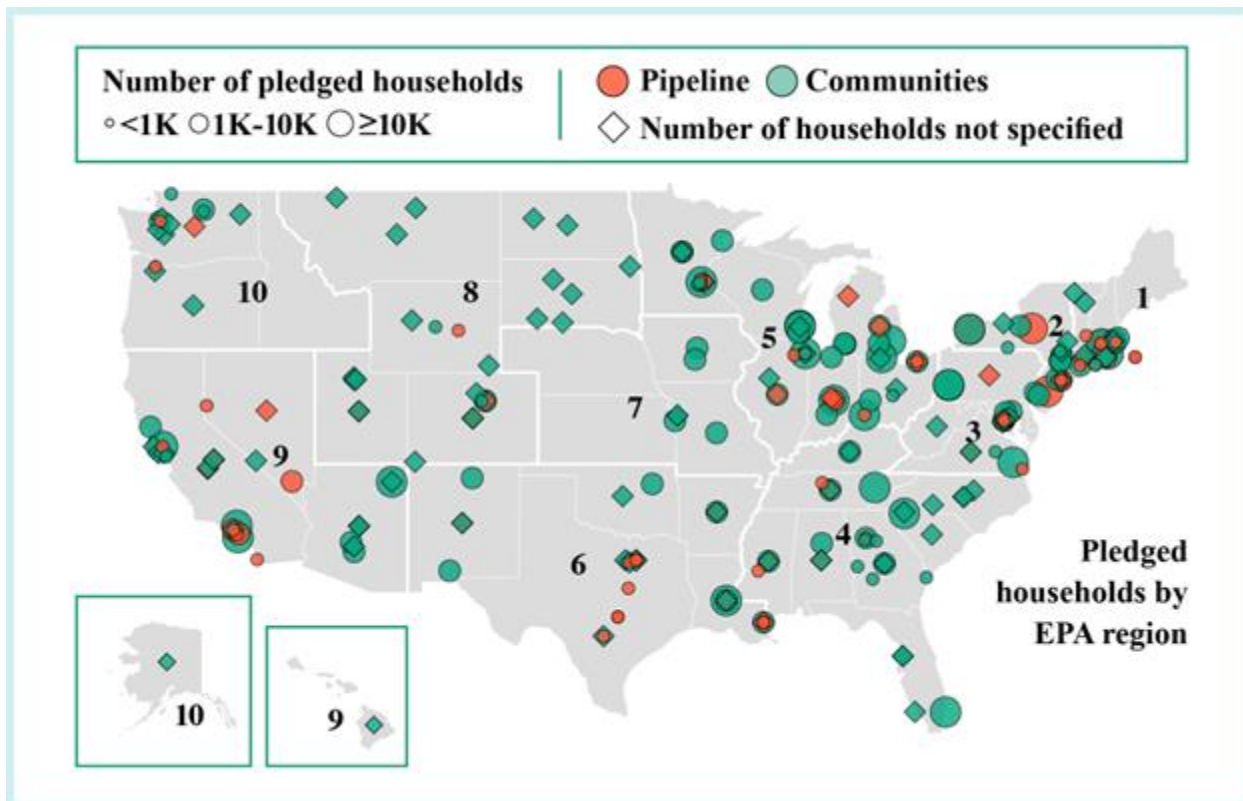 Number of pledged households
<1K 1K-10K ≥10K
Pipeline Communities
Number of households not specified
10
8
1
2
5
7
3
9
4
6
Pledged
households by
EPA region
10
9